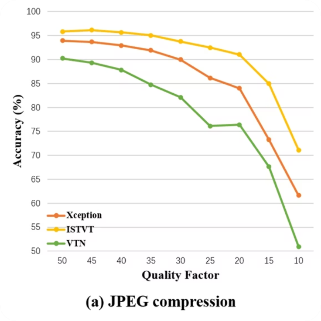 100
95
90
85
80
75
70
65
60
55
50
Accuracy (%)
Xception
ISTVT
VTN
50 45 40 35 30 25 20 15 10
Quality Factor
(a) JPEG compression